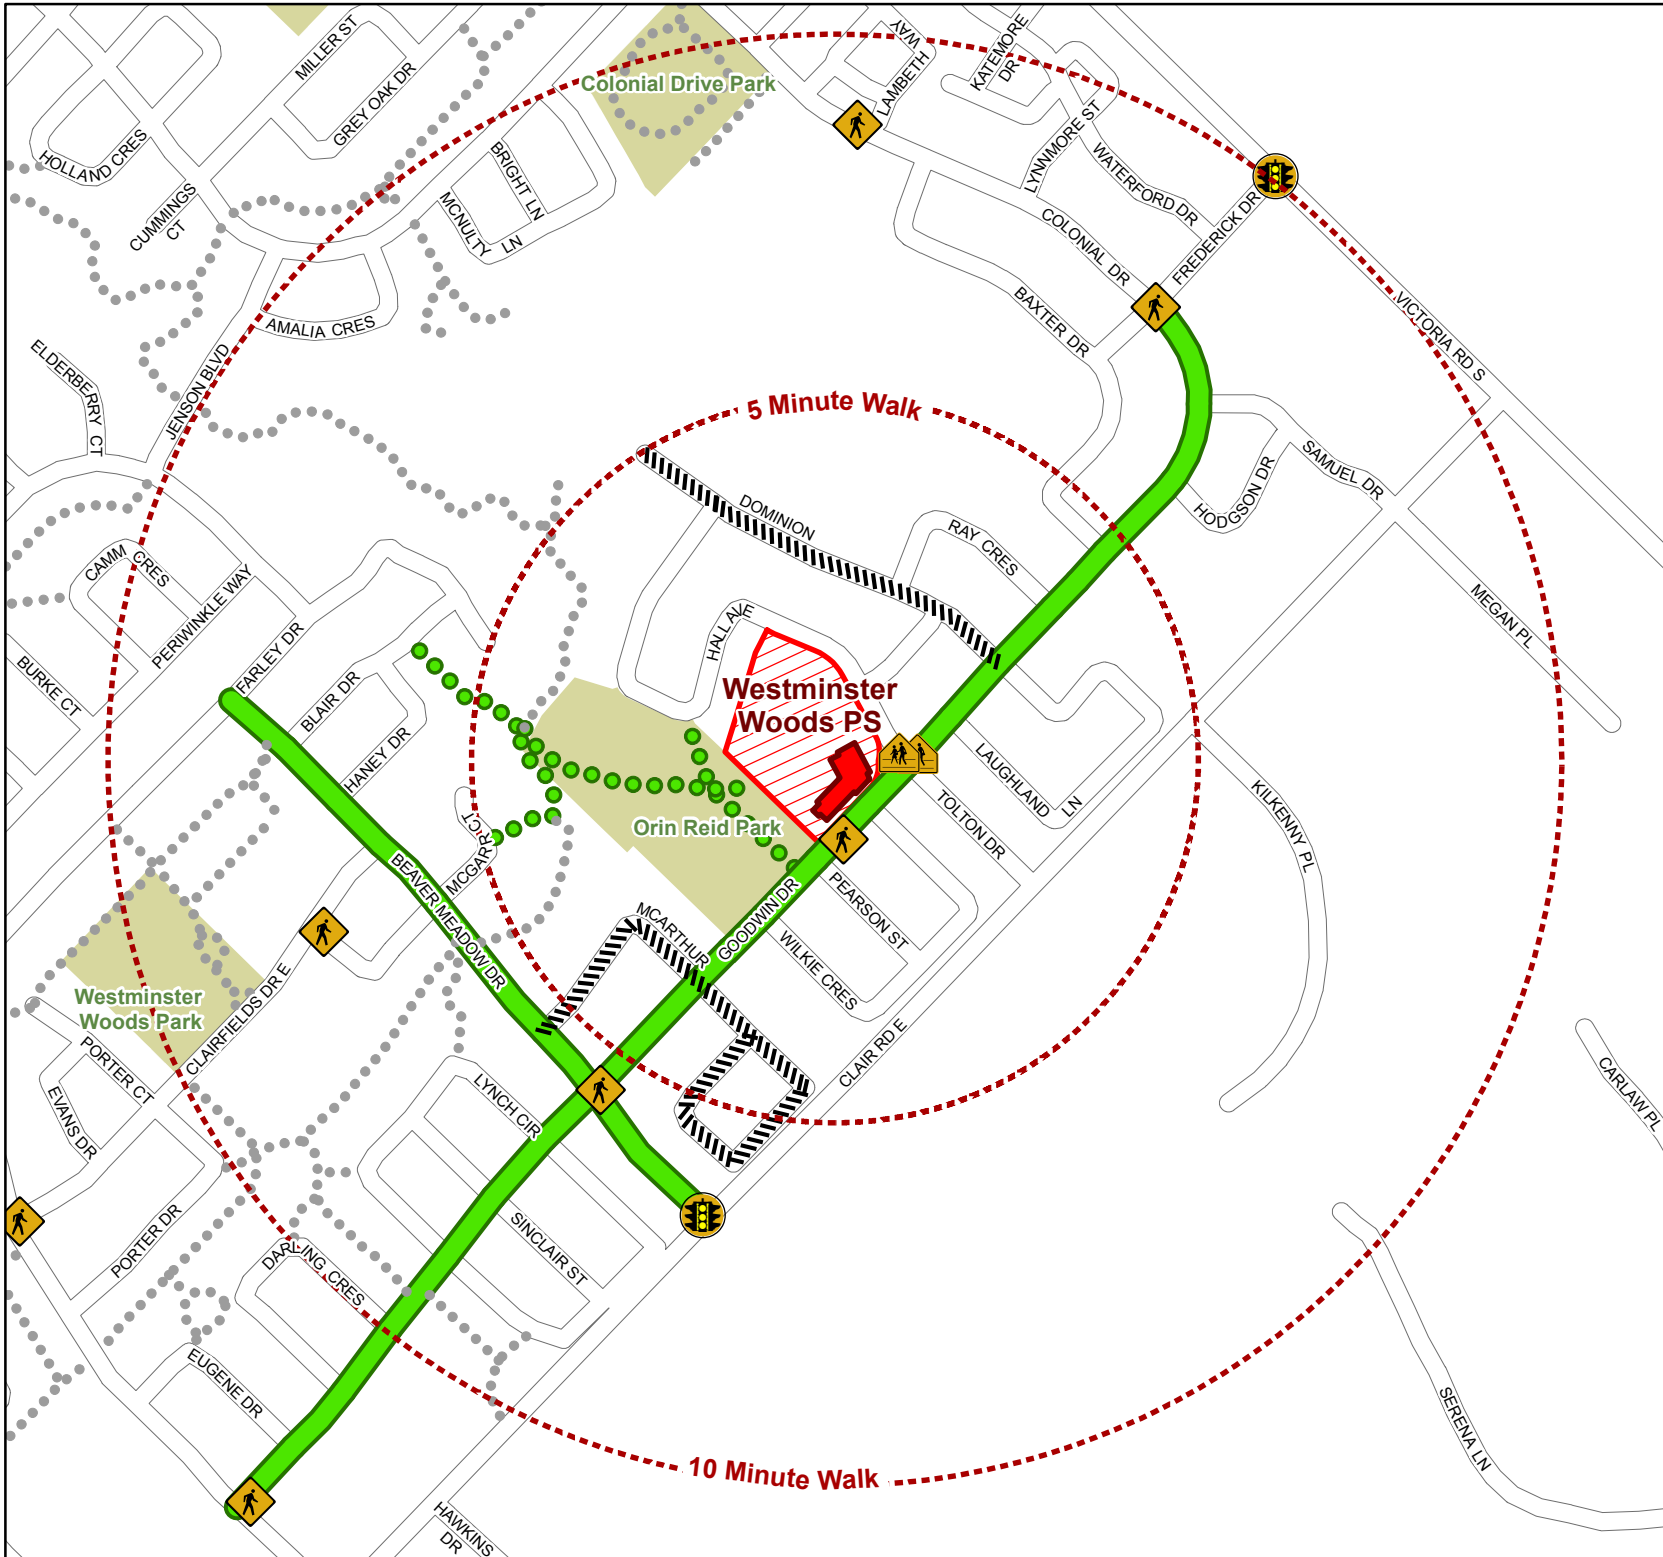 MILLER ST
GREY OAK DR
HOLLAND CRES
CUMMINGS
CT
BRIGHT LN
MCNULTY
LN
Colonial Drive Park
LAMBETH
WAY
KATEMORE
DR
LYNNMORE ST
WATERFORD DR
COLONIAL DR
FREDERICK DR
VICTORIA RD S
BAXTER DR
AMALIA CRES
JENSON BLVD
ELDERBERRY CT
5 Minute Walk
DOMINION
RAY CRES
HODGSON DR
SAMUEL DR
MEGAN PL
CAMM CRES
PERIWINKLE WAY
BURKE CT
FARLEY DR
BLAIR DR
HANEY DR
HALL AVE
Westminster
Woods PS
LAUGHLAND
LN
TOLTON DR
KILKENNY PL
Orin Reid Park
MCGARR CT
BEAVER MEADOW DR
MCARTHUR
GOODWIN DR
PEARSON ST
WILKIE CRES
CLAIR RD E
Westminster
Woods Park
CLAIRFIELDS DR E
PORTER CT
EVANS DR
LYNCH CIR
CARLAW PL
PORTER DR
DARLING CRES
SINCLAIR ST
EUGENE DR
10 Minute Walk
SERENA LN
HAWKINS
DR